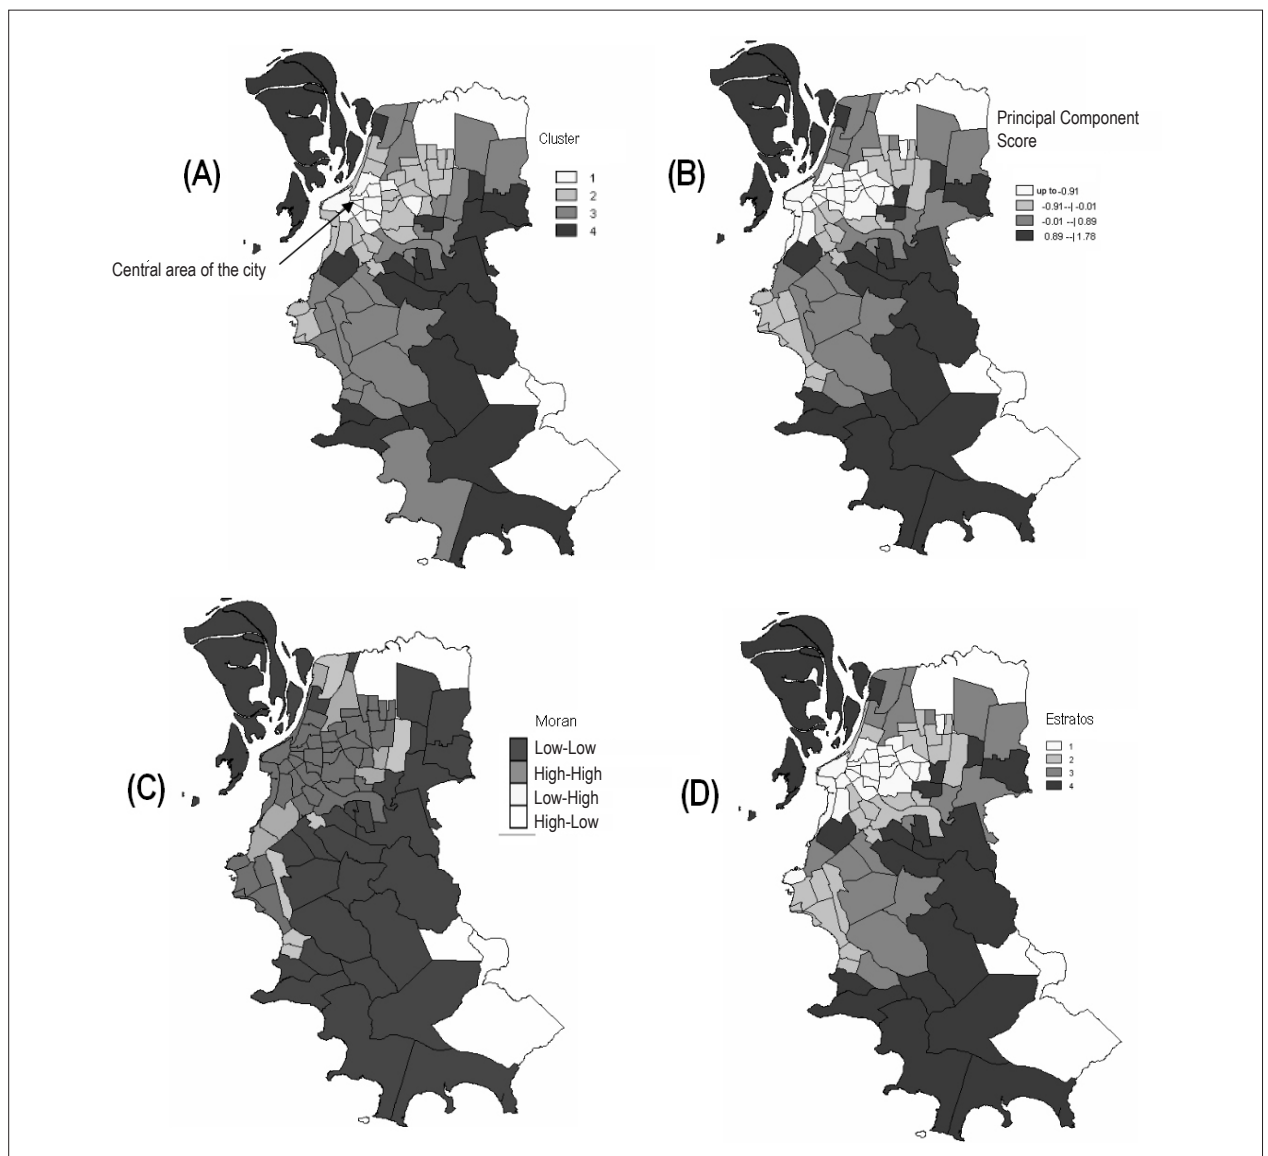 (A)
Cluster
1
2
3
4
Central area of the city
(B)
Principal Component
Score
up to -0.91
-0.91--| -0.01
-0.01 --| 0.89
0.89 --| 1.78
(C)
Moran
Low-Low
High-High
Low-High
High-Low
(D)
Estratos
1
2
3
4